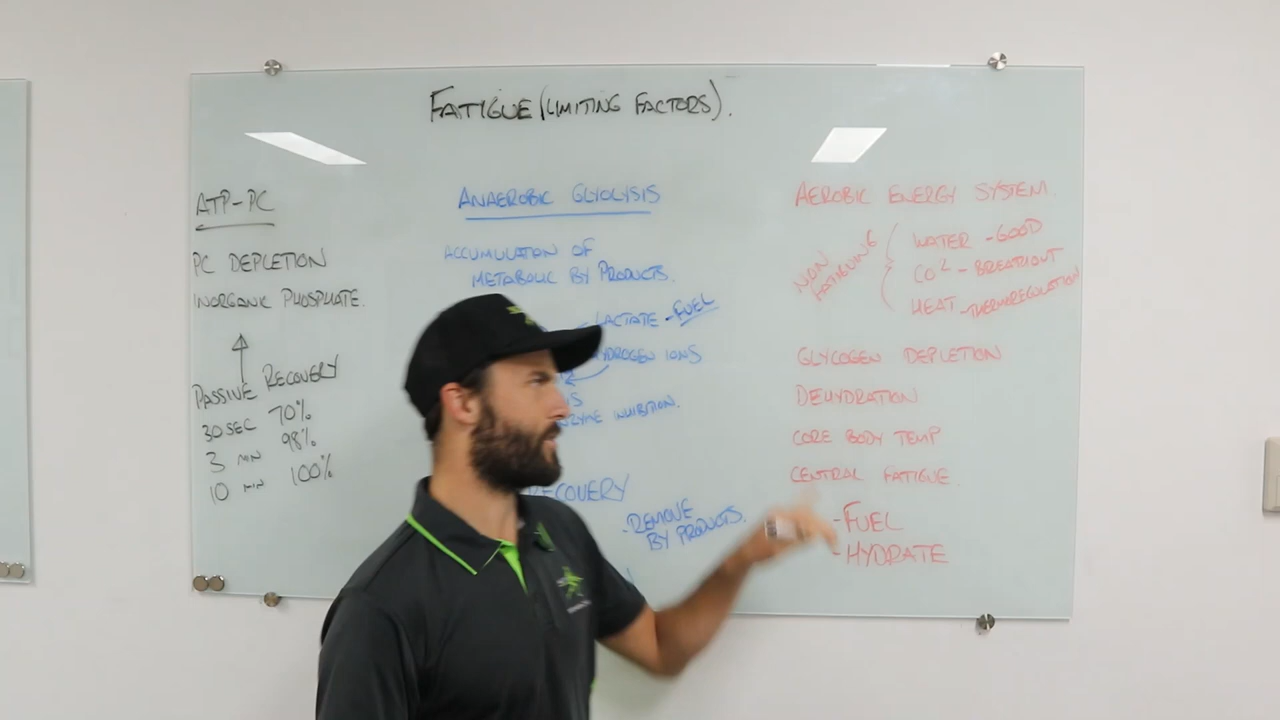 FATIGUE (LIMITING FACTORS).
ATP-PC
PC DEPLETION
INORGANIC PHOSPHATE.
PASSIVE RECOVERY
30 SEC 70%
3 MIN 98%
10 MIN 100%
ANAEROBIC GLYOLYSIS
ACCUMULATION OF
METABOLIC BY PRODUCTS.
LACTATE - FUEL
HYDROGEN IONS
INHIBITION.
RECOVERY
- REMOVE
BY PRODUCTS.
AEROBIC ENERGY SYSTEM.
NON
FATIGUING
WATER - GOOD
CO2 - BREATHOUT
HEAT - THERMOREGULATION
GLYCOGEN DEPLETION
DEHYDRATION
CORE BODY TEMP
CENTRAL FATIGUE.
- FUEL
- HYDRATE